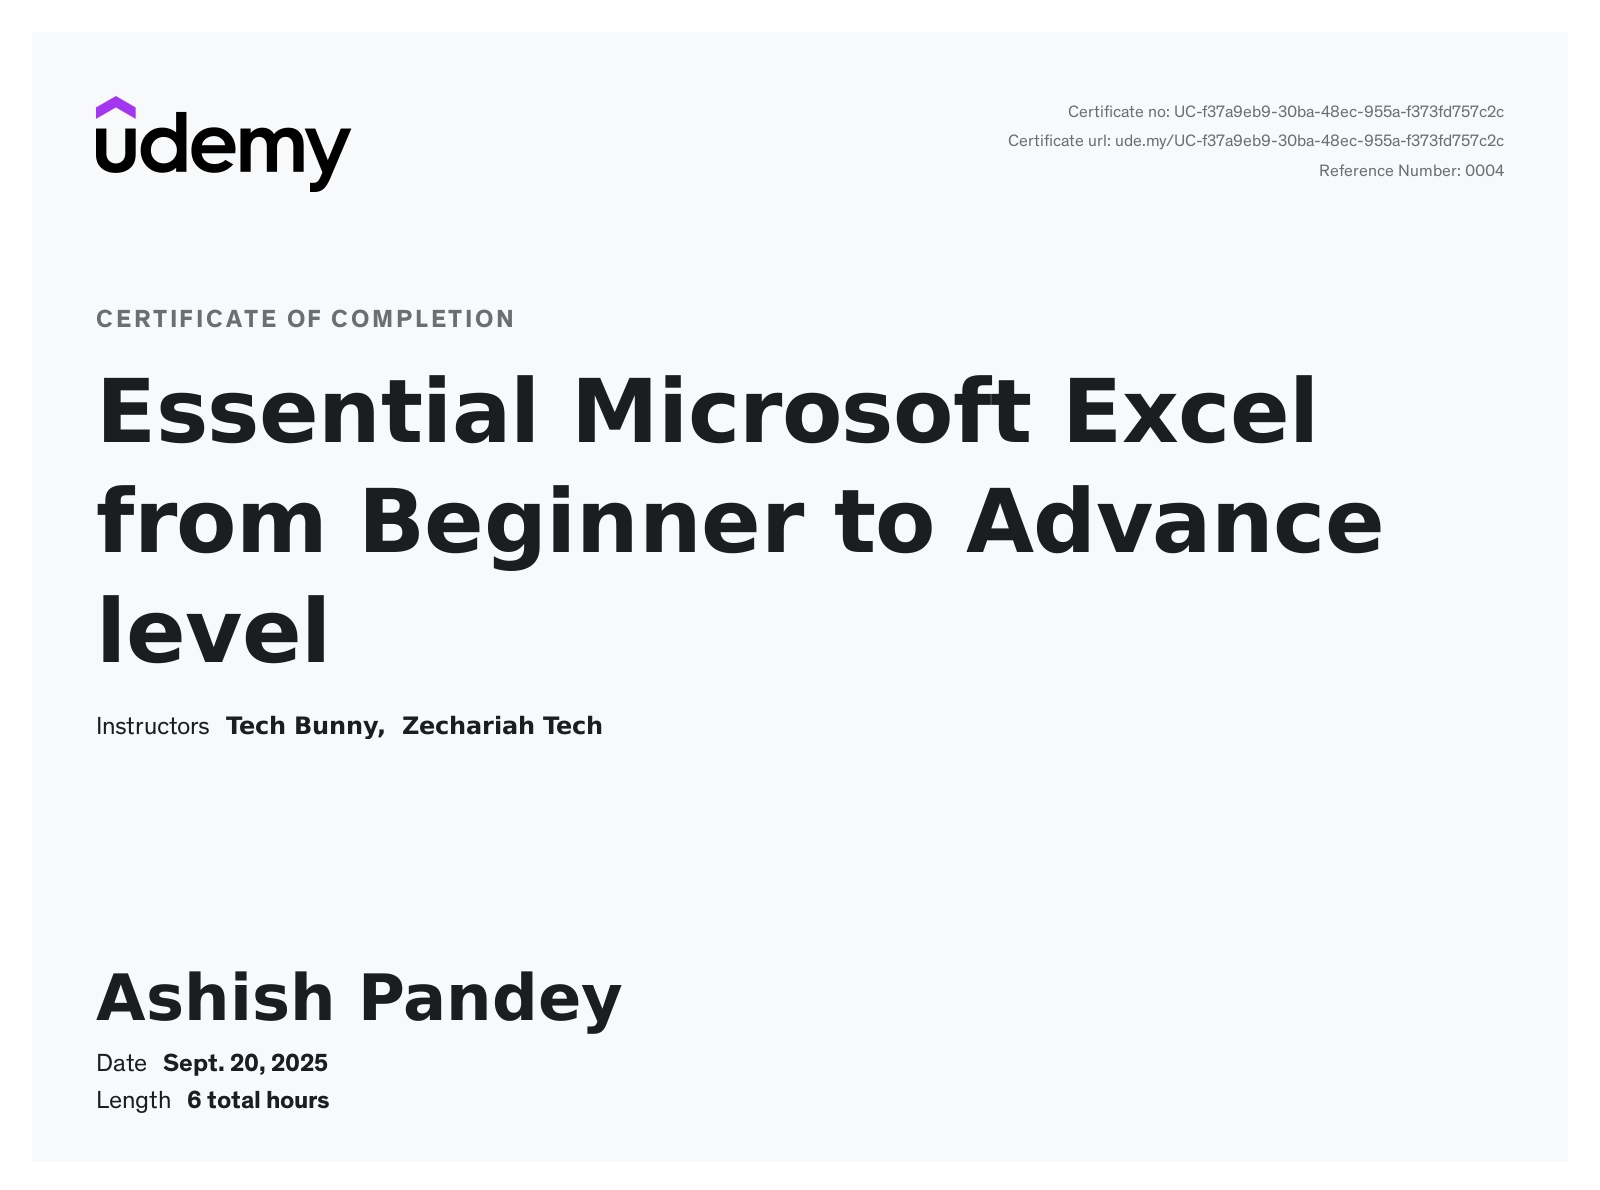 udemy
Certificate no: UC-f37a9eb9-30ba-48ec-955a-f373fd757c2c
Certificate url: ude.my/UC-f37a9eb9-30ba-48ec-955a-f373fd757c2c
Reference Number: 0004
CERTIFICATE OF COMPLETION
Essential Microsoft Excel
from Beginner to Advance
level
Instructors Tech Bunny, Zechariah Tech
Ashish Pandey
Date Sept. 20, 2025
Length 6 total hours